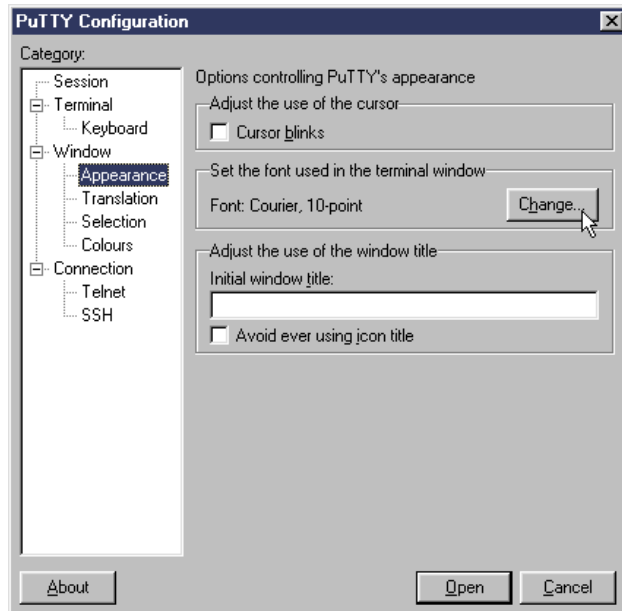 PuTTY Configuration
Category:
Session
Terminal
Keyboard
Window
Appearance
Translation
Selection
Colours
Connection
Telnet
SSH
Options controlling PuTTY's appearance
Adjust the use of the cursor
Cursor blinks
Set the font used in the terminal window
Font: Courier, 10-point
Change...
Adjust the use of the window title
Initial window title:
Avoid ever using icon title
About
Open
Cancel